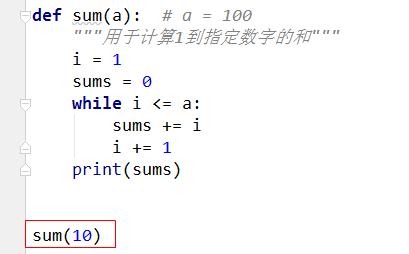 def sum(a):  # a = 100
    """用于计算1到指定数字的和"""
    i = 1
    sums = 0
    while i <= a:
        sums += i
        i += 1
    print(sums)
sum(10)